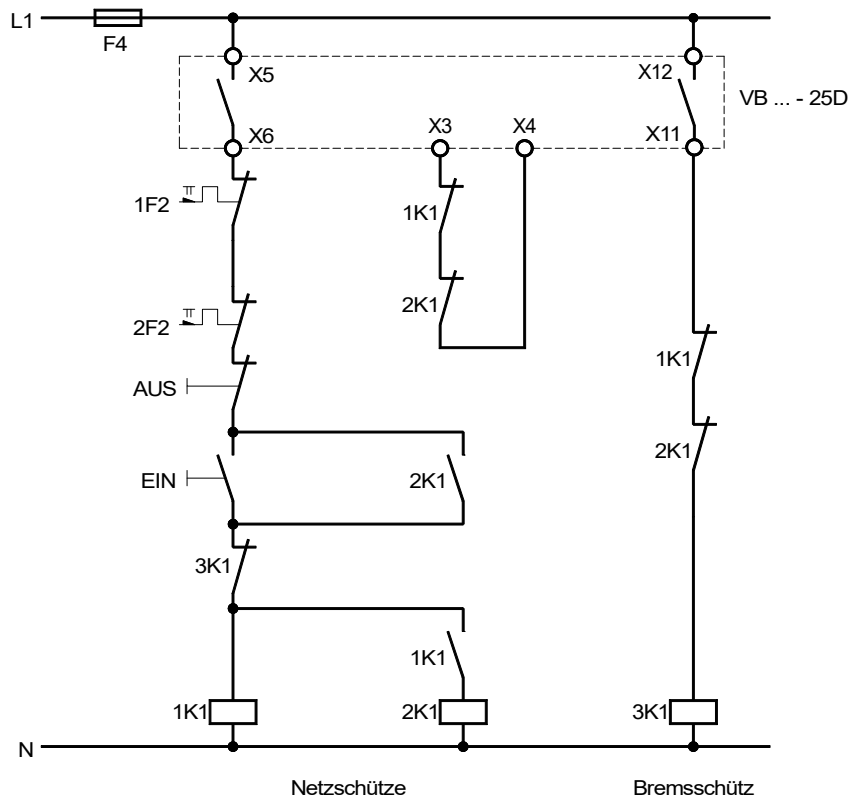 L1
F4
X5
X12
VB ... - 25D
X6
X3
X4
X11
1F2
1K1
2F2
2K1
1K1
AUS
2K1
EIN
2K1
3K1
1K1
1K1
2K1
3K1
N
Netzschütze
Bremsschütz